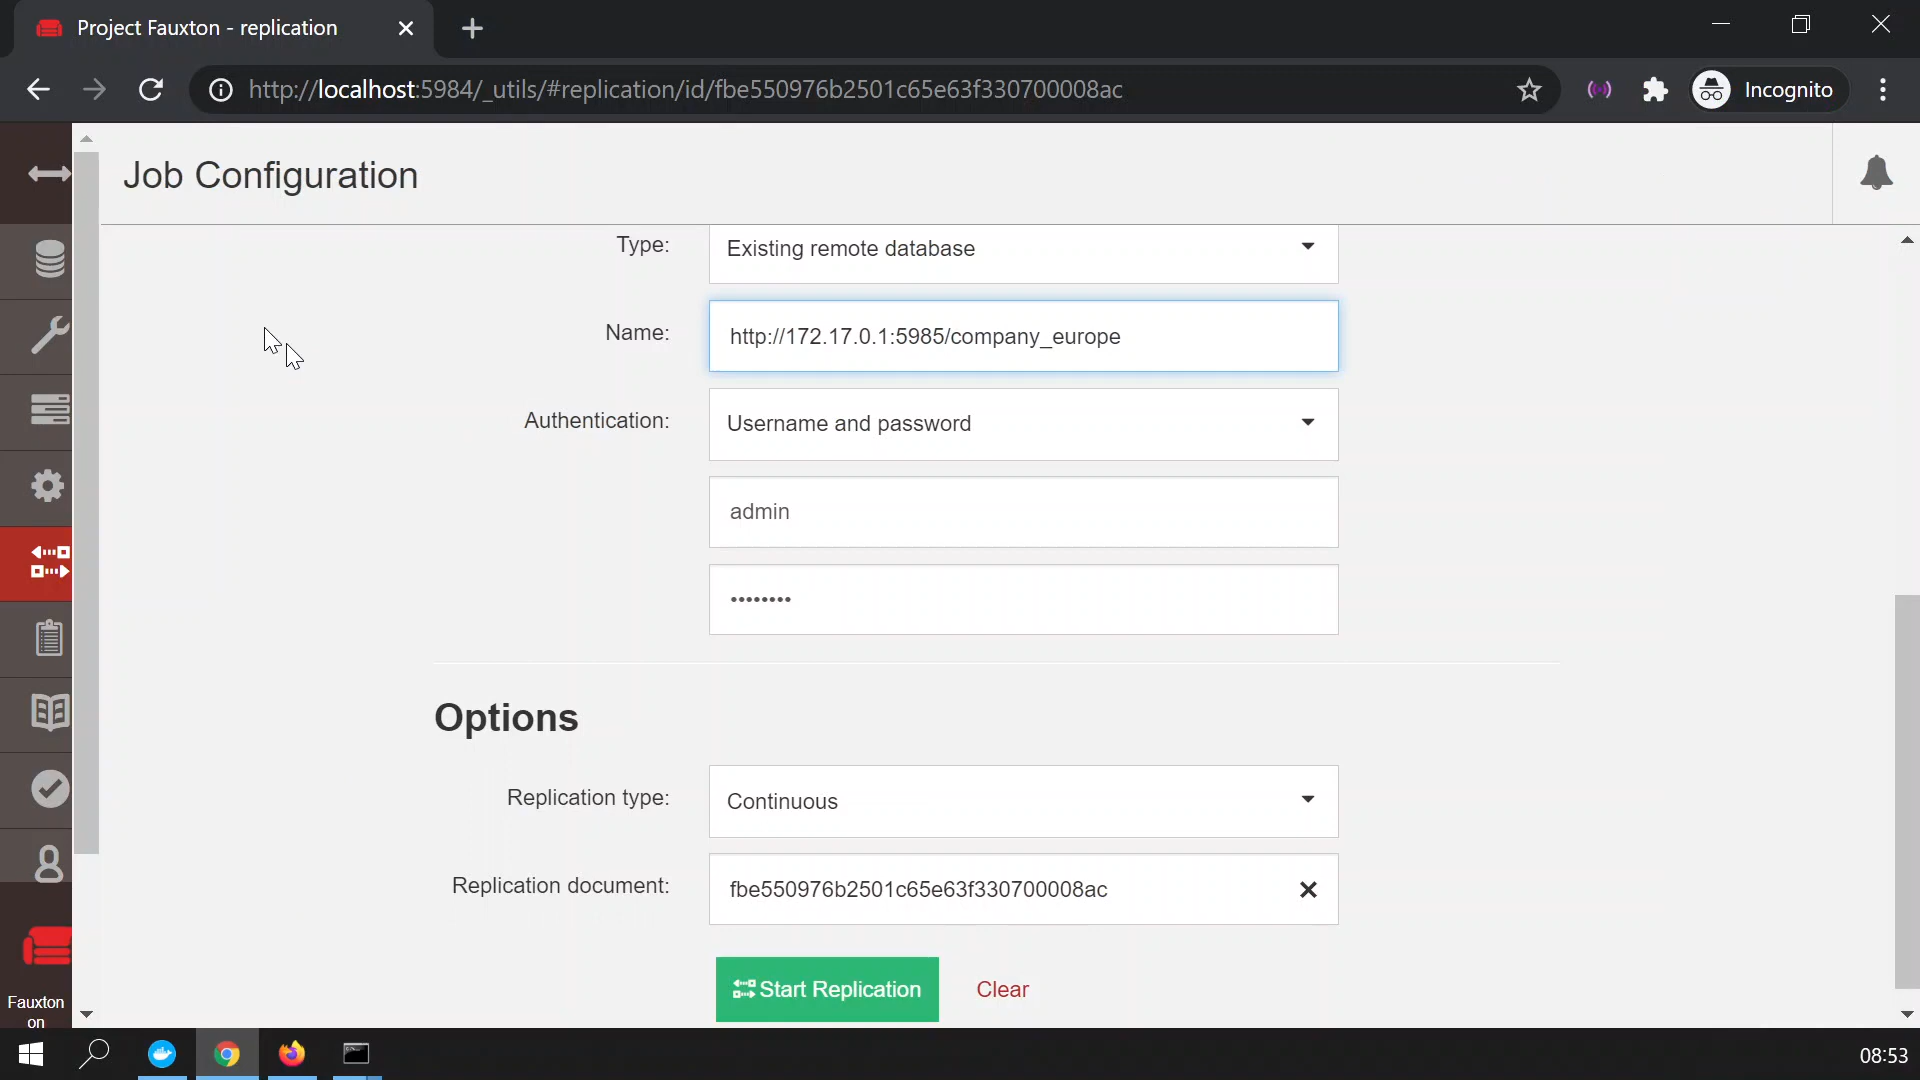 Project Fauxton - replication
http://localhost:5984/_utils/#replication/id/fbe550976b2501c65e63f330700008ac
Incognito
Job Configuration
Type:
Existing remote database
Name:
http://172.17.0.1:5985/company_europe
Authentication:
Username and password
admin
••••••••
Options
Replication type:
Continuous
Replication document:
fbe550976b2501c65e63f330700008ac
Start Replication
Clear
Fauxton
on
08:53